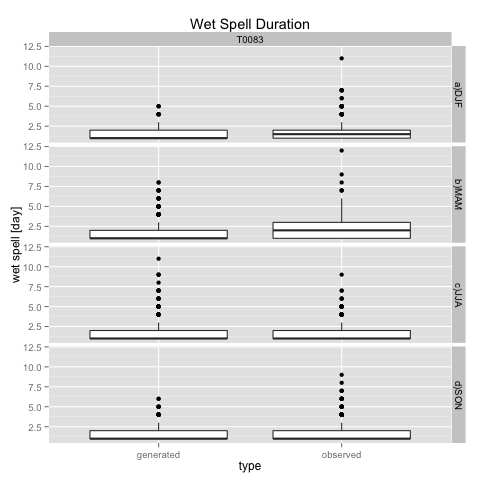 Wet Spell Duration
T0083
12.5
10.0
7.5
5.0
2.5
a)DJF
12.5
10.0
7.5
5.0
2.5
b)MAM
12.5
10.0
7.5
5.0
2.5
c)JJA
12.5
10.0
7.5
5.0
2.5
d)SON
wet spell [day]
generated observed
type